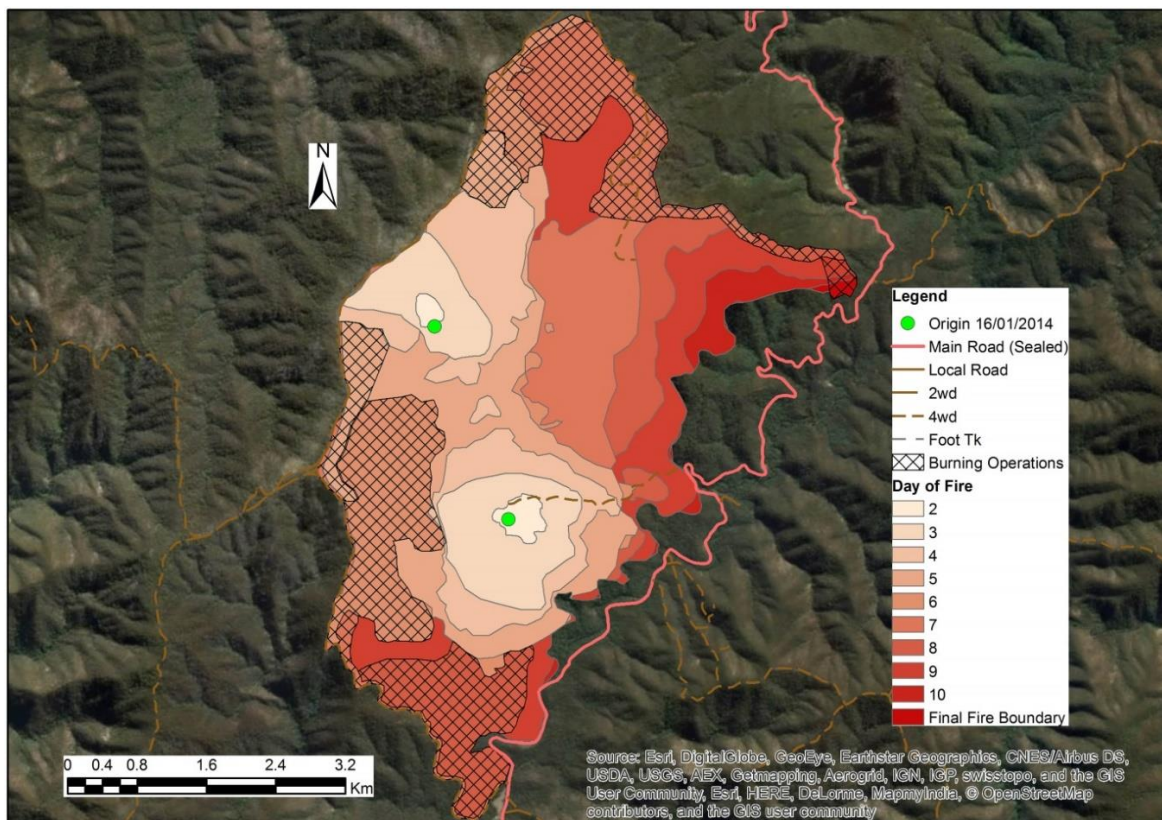 N
Legend
Origin 16/01/2014
Main Road (Sealed)
Local Road
2wd
4wd
Foot Tk
Burning Operations
Day of Fire
2
3
4
5
6
7
8
9
10
Final Fire Boundary
0 0.4 0.8 1.6 2.4 3.2
Km
Source: Esri, DigitalGlobe, GeoEye, Earthstar Geographics, CNES/Airbus DS,
USDA, USGS, AEX, Getmapping, Aerogrid, IGN, IGP, swisstopo, and the GIS
User Community, Esri, HERE, DeLorme, MapmyIndia, © OpenStreetMap
contributors, and the GIS user community